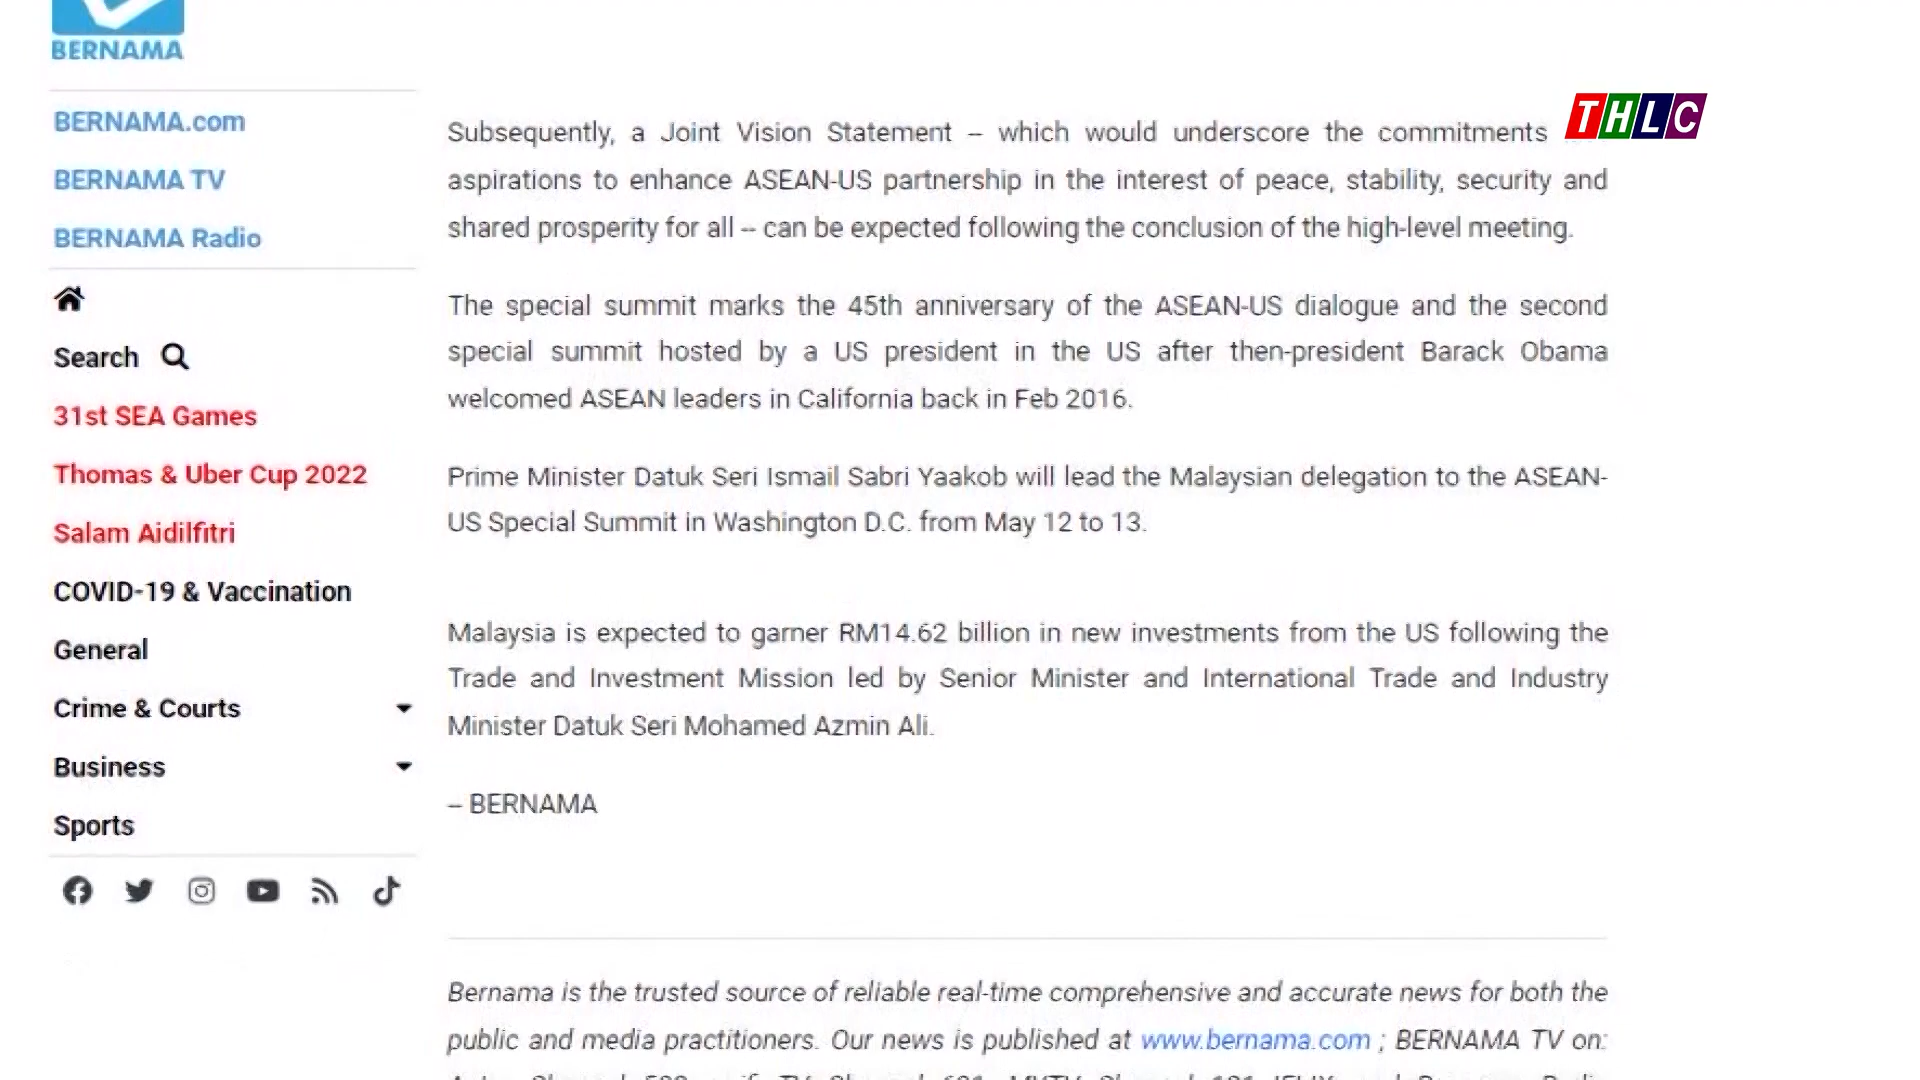 BERNAMA
BERNAMA.com
BERNAMA TV
BERNAMA Radio
Search
31st SEA Games
Thomas & Uber Cup 2022
Salam Aidilfitri
COVID-19 & Vaccination
General
Crime & Courts
Business
Sports
THLC
Subsequently, a Joint Vision Statement – which would underscore the commitments
aspirations to enhance ASEAN-US partnership in the interest of peace, stability, security and
shared prosperity for all – can be expected following the conclusion of the high-level meeting.
The special summit marks the 45th anniversary of the ASEAN-US dialogue and the second
special summit hosted by a US president in the US after then-president Barack Obama
welcomed ASEAN leaders in California back in Feb 2016.
Prime Minister Datuk Seri Ismail Sabri Yaakob will lead the Malaysian delegation to the ASEAN-
US Special Summit in Washington D.C. from May 12 to 13.
Malaysia is expected to garner RM14.62 billion in new investments from the US following the
Trade and Investment Mission led by Senior Minister and International Trade and Industry
Minister Datuk Seri Mohamed Azmin Ali.
– BERNAMA
Bernama is the trusted source of reliable real-time comprehensive and accurate news for both the
public and media practitioners. Our news is published at www.bernama.com ; BERNAMA TV on: